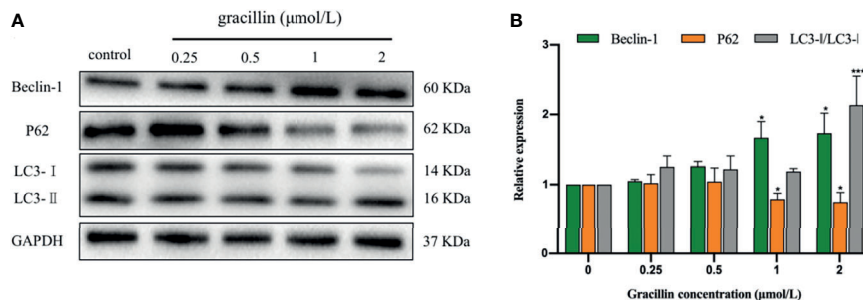 A
gracillin (μmol/L)
control 0.25 0.5 1 2
Beclin-1 60 KDa
P62 62 KDa
LC3-Ⅰ 14 KDa
LC3-Ⅱ 16 KDa
GAPDH 37 KDa
B
Beclin-1 P62 LC3-I/LC3-I
Relative expression
3
2
1
0
* * * * ***
0 0.25 0.5 1 2
Gracillin concentration (μmol/L)